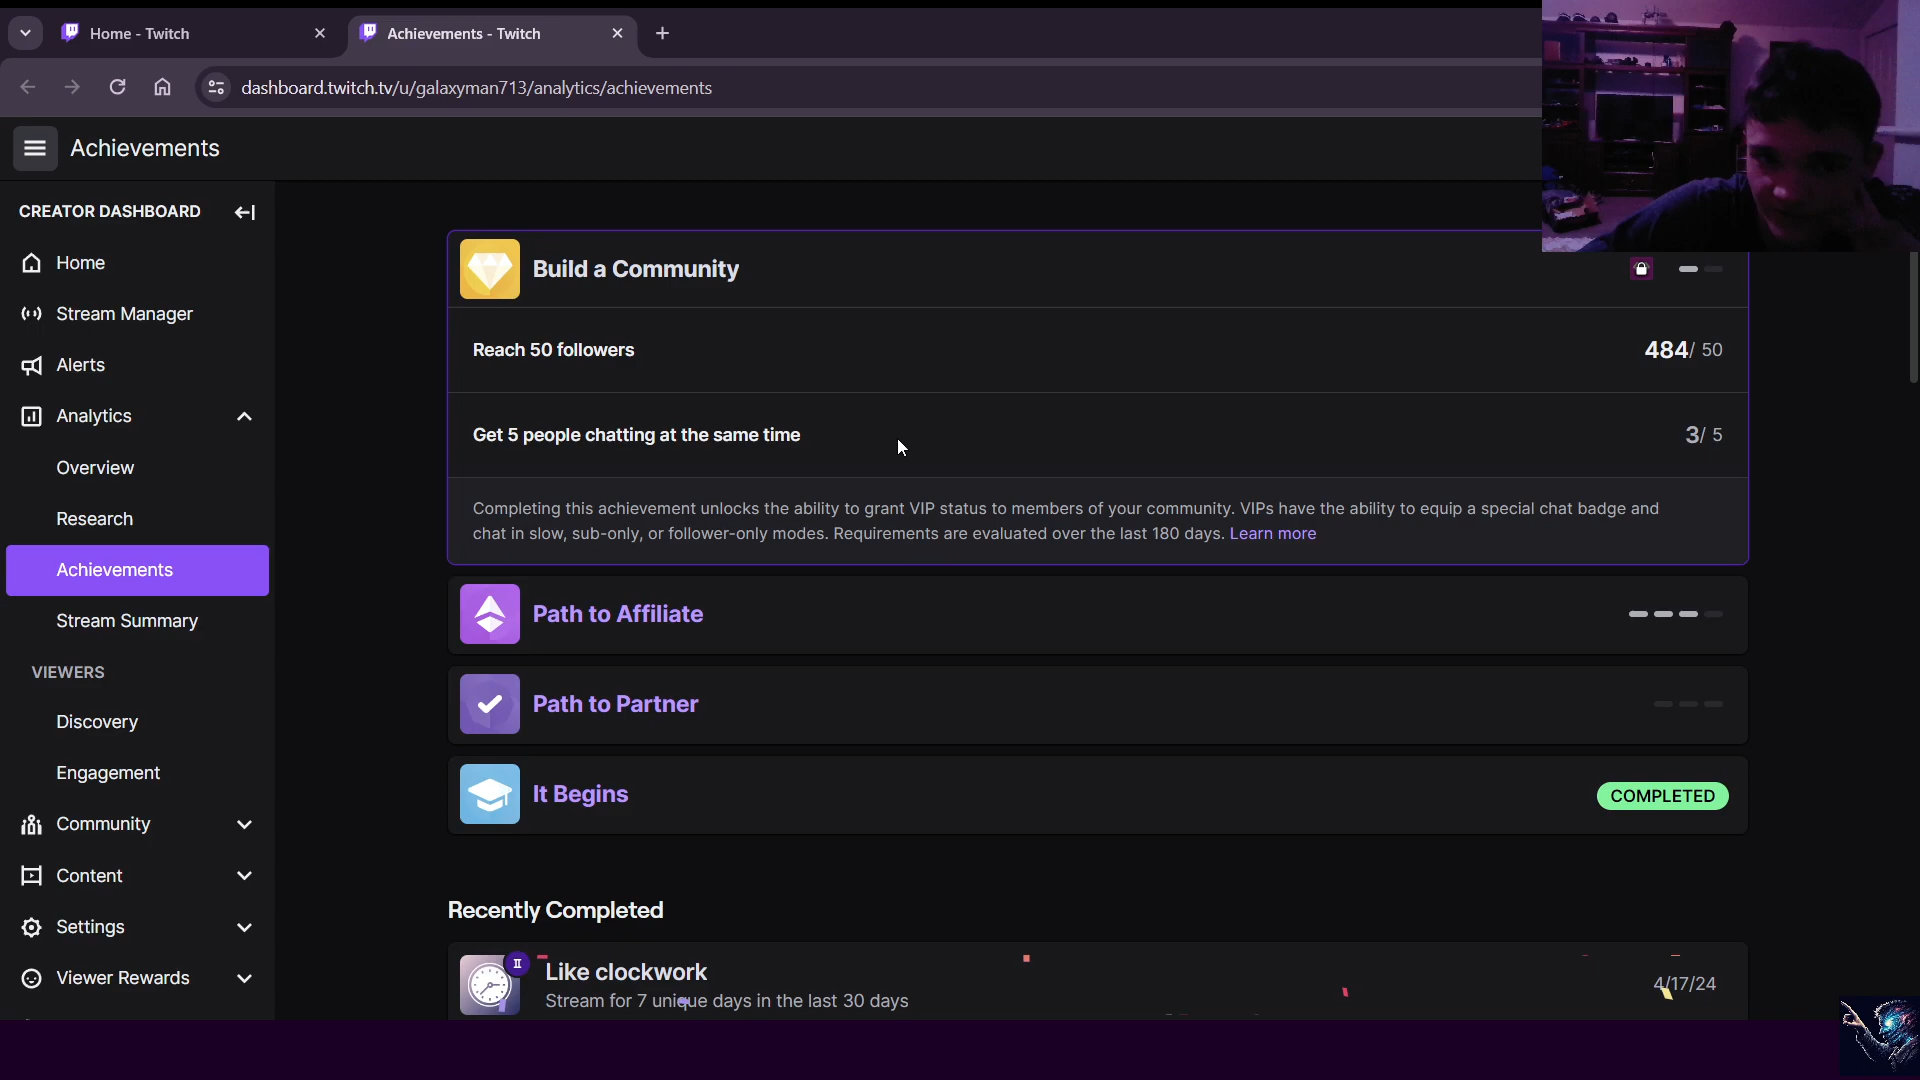 Home - Twitch
Achievements - Twitch
dashboard.twitch.tv/u/galaxyman713/analytics/achievements
Achievements
CREATOR DASHBOARD
Home
Stream Manager
Alerts
Analytics
Overview
Research
Achievements
Stream Summary
VIEWERS
Discovery
Engagement
Community
Content
Settings
Viewer Rewards
Build a Community
Reach 50 followers
484/ 50
Get 5 people chatting at the same time
3/ 5
Completing this achievement unlocks the ability to grant VIP status to members of your community. VIPs have the ability to equip a special chat badge and
chat in slow, sub-only, or follower-only modes. Requirements are evaluated over the last 180 days. Learn more
Path to Affiliate
Path to Partner
It Begins
COMPLETED
Recently Completed
II
Like clockwork
Stream for 7 unique days in the last 30 days
4/17/24